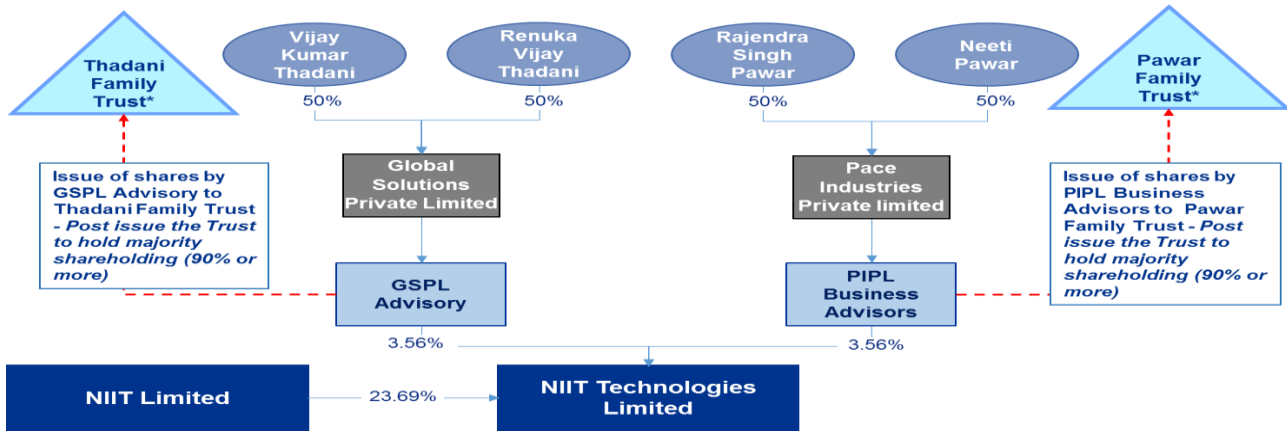 Thadani
Family
Trust*
Vijay
Kumar
Thadani
Renuka
Vijay
Thadani
Rajendra
Singh
Pawar
Neeti
Pawar
Pawar
Family
Trust*
50%
50%
50%
50%
Issue of shares by
GSPL Advisory to
Thadani Family Trust
- Post issue the Trust
to hold majority
shareholding (90% or
more)
Global
Solutions
Private Limited
Pace
Industries
Private limited
Issue of shares by
PIPL Business
Advisors to Pawar
Family Trust - Post
issue the Trust to
hold majority
shareholding (90% or
more)
GSPL
Advisory
PIPL
Business
Advisors
3.56%
3.56%
NIIT Limited
23.69%
NIIT Technologies
Limited